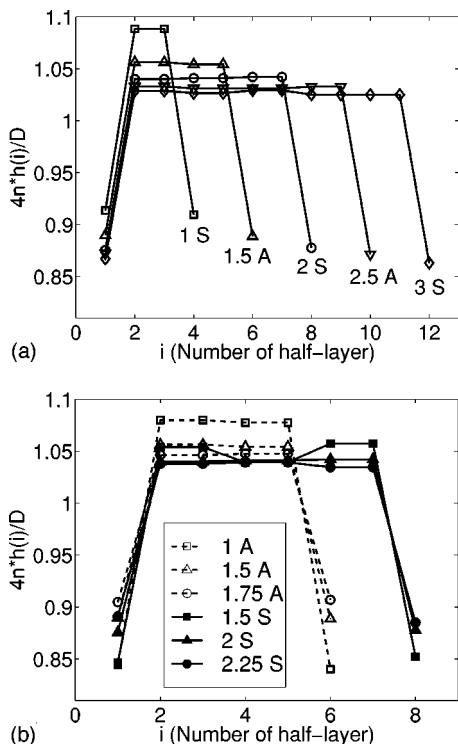 1.1
1.05
1
0.95
0.9
0.85
4n*h(i)/D
1 S
1.5 A
2 S
2.5 A
3 S
0 2 4 6 8 10 12
(a) i (Number of half-layer)
1.1
1.05
1
0.95
0.9
0.85
4n*h(i)/D
1 A
1.5 A
1.75 A
1.5 S
2 S
2.25 S
0 2 4 6 8
(b) i (Number of half-layer)